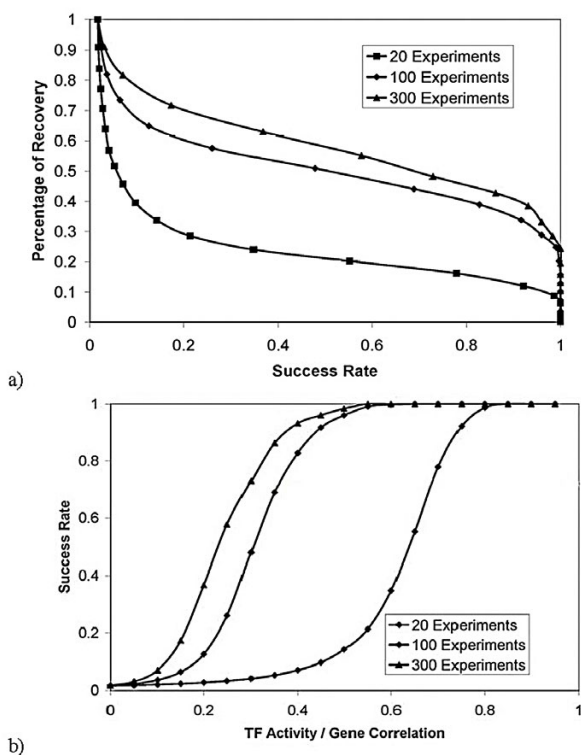 1
0.9
0.8
0.7
0.6
0.5
0.4
0.3
0.2
0.1
0
Percentage of Recovery
20 Experiments
100 Experiments
300 Experiments
0 0.2 0.4 0.6 0.8 1
Success Rate
a)
1
0.8
0.6
0.4
0.2
0
Success Rate
20 Experiments
100 Experiments
300 Experiments
0 0.2 0.4 0.6 0.8 1
TF Activity / Gene Correlation
b)